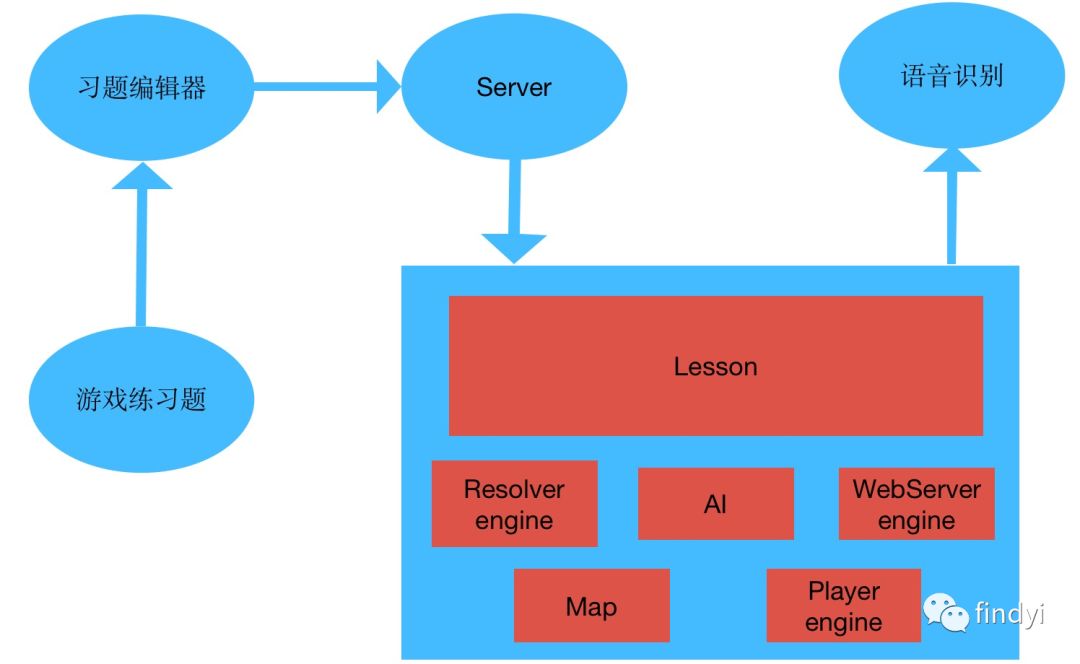 习题编辑器
Server
语音识别
游戏练习题
Lesson
Resolver
engine
AI
WebServer
engine
Map
Player
engine
findyi